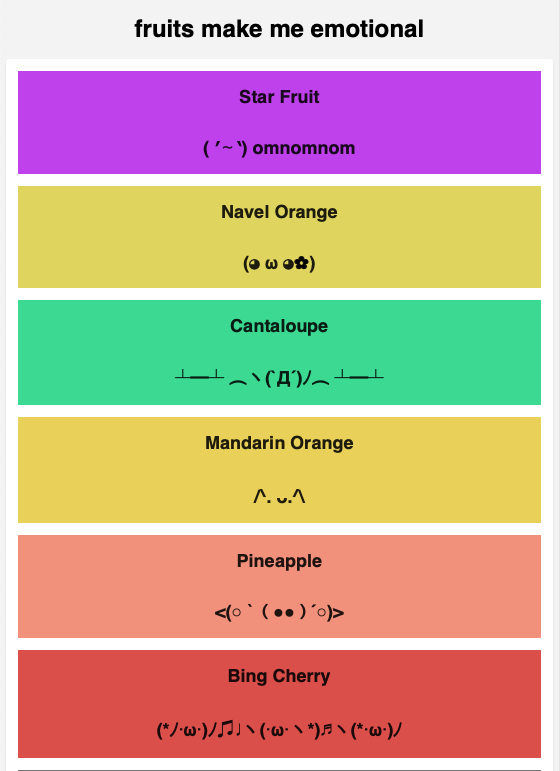 fruits make me emotional
Star Fruit
( ′~‵) omnomnom
Navel Orange
(◕ ω ◕✿)
Cantaloupe
┴━┴ ︵ヽ(`Д´)ﾉ︵ ┴━┴
Mandarin Orange
/^. ᴗ.^\
Pineapple
<(○｀（●●）´○)>
Bing Cherry
(*ﾉ･ω･)ﾉ♫♩ヽ(･ω･ヽ*)♬ヽ(*･ω･)ﾉ